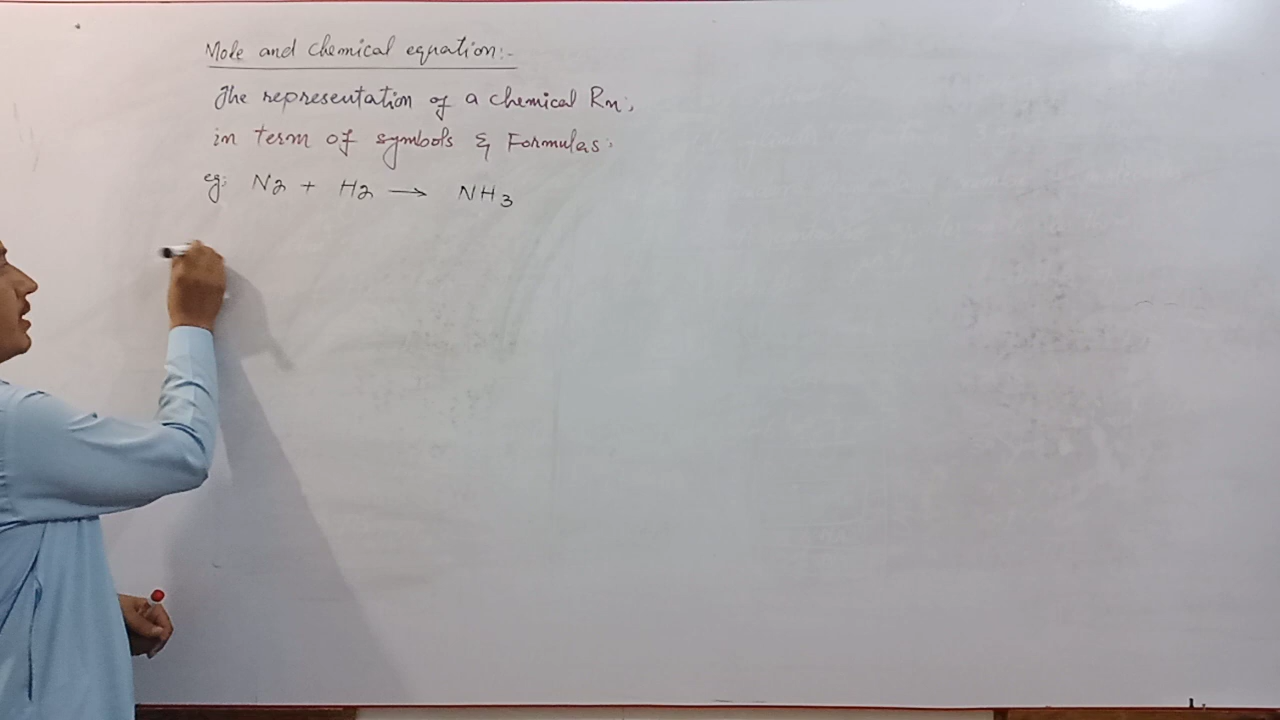 Mole and chemical equation:-
The representation of a chemical Rxn,
in term of symbols & Formulas.
eg: N2 + H2 → NH3